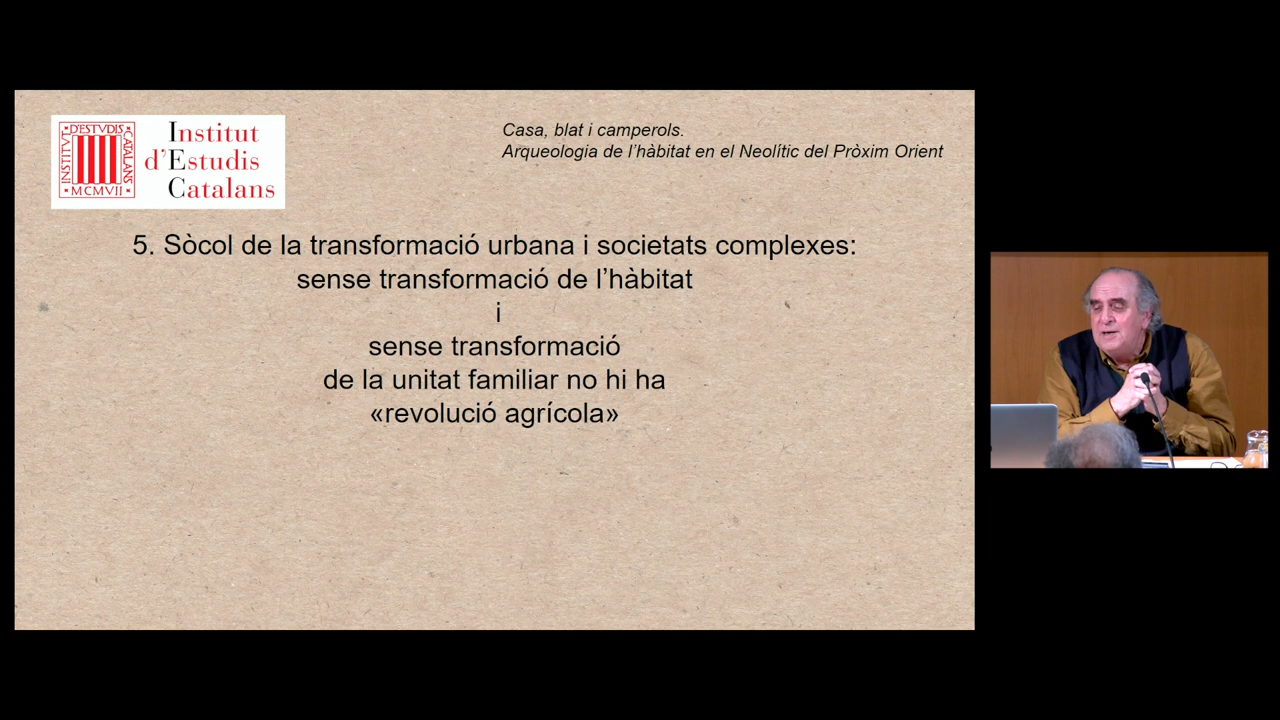 INSTITUT
D'ESTVDIS
CATALANS
MCMVII
Institut
d'Estudis
Catalans
Casa, blat i camperols.
Arqueologia de l'hàbitat en el Neolític del Pròxim Orient
5. Sòcol de la transformació urbana i societats complexes:
sense transformació de l'hàbitat
i
sense transformació
de la unitat familiar no hi ha
«revolució agrícola»